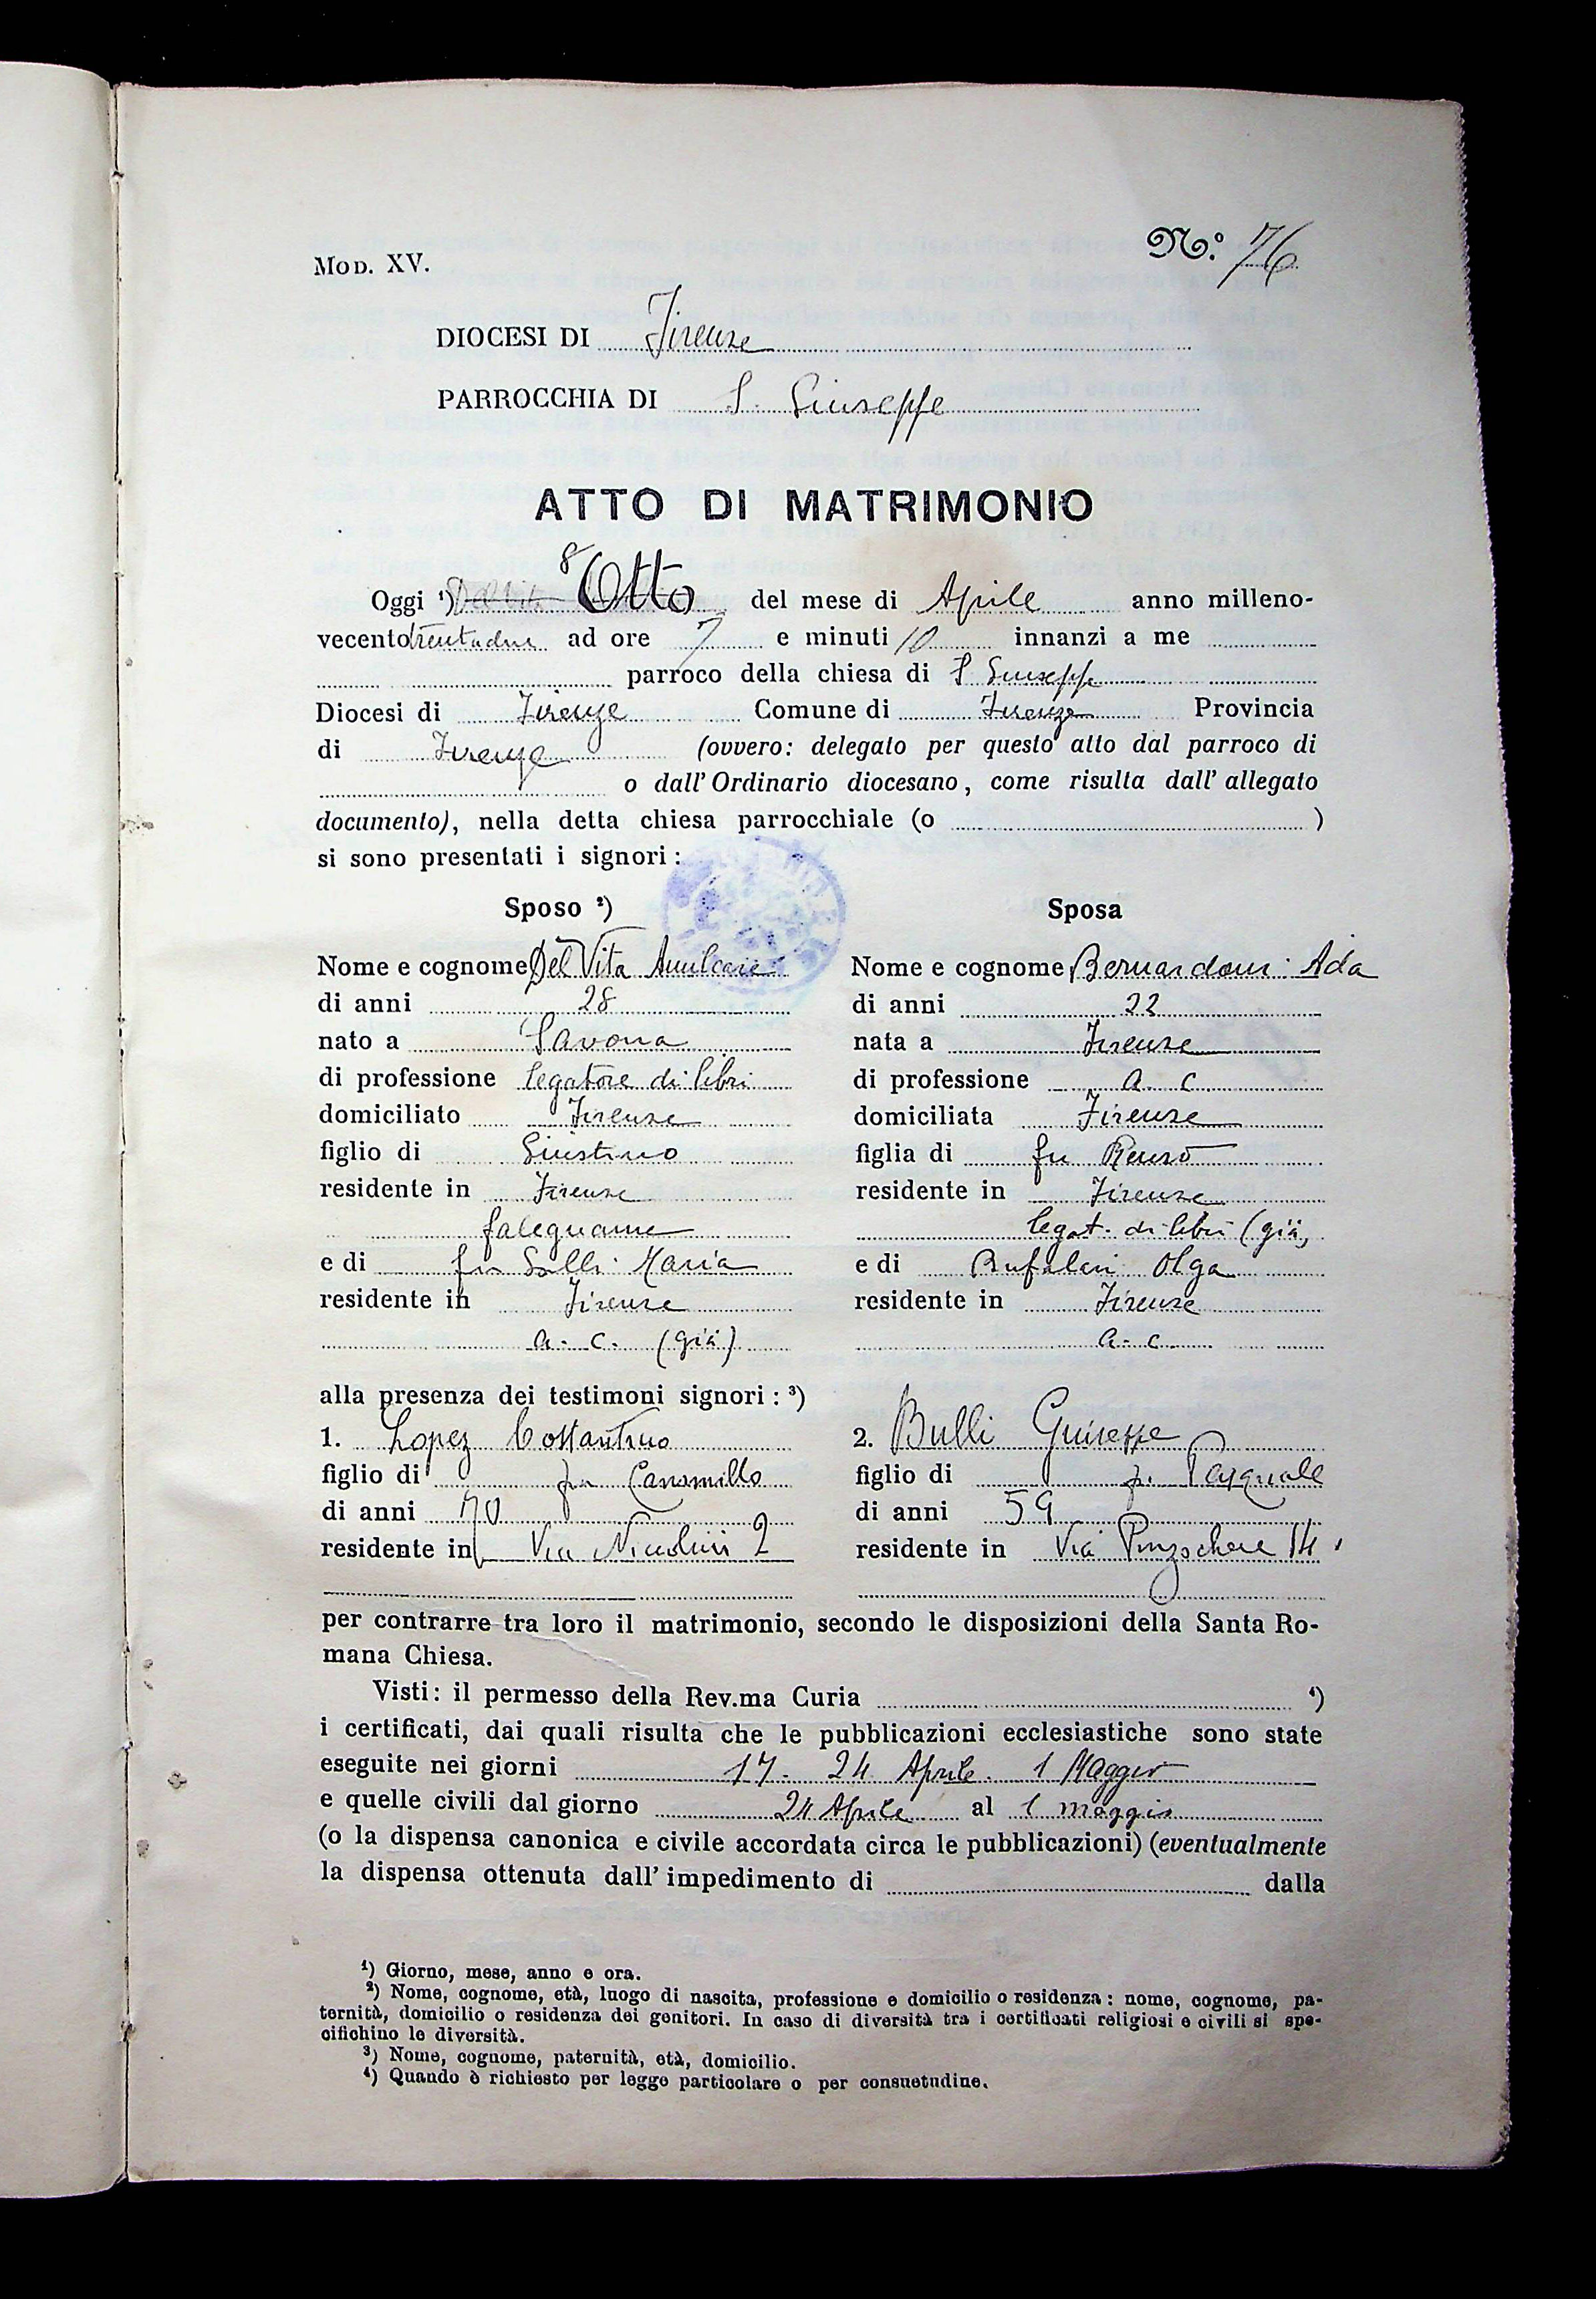 Mod. XV.
N.º 76
DIOCESI DI Firenze
PARROCCHIA DI S. Giuseppe
ATTO DI MATRIMONIO
8
Oggi ¹) Otto del mese di Aprile anno milleno-
vecento trentadue ad ore 7 e minuti 10 innanzi a me
parroco della chiesa di S Giuseppe
Diocesi di Firenze Comune di Firenze Provincia
di Firenze (ovvero: delegato per questo atto dal parroco di
o dall' Ordinario diocesano, come risulta dall' allegato
documento), nella detta chiesa parrocchiale (o )
si sono presentati i signori:
Sposo ²)
Nome e cognome Del Vita Amilcare
di anni 28
nato a Savona
di professione legatore di libri
domiciliato Firenze
figlio di Giustino
residente in Firenze
falegname
e di fu Galli Maria
residente in Firenze
a. c. (già)
Sposa
Nome e cognome Bernardoni Ada
di anni 22
nata a Firenze
di professione a. c.
domiciliata Firenze
figlia di fu Renzo
residente in Firenze
legat. di libri (già,
e di Bufalari Olga
residente in Firenze
a. c.
alla presenza dei testimoni signori: ³)
1. Lopez Costantino
figlio di fu
di anni 70
residente in Via Niccolini 2
2. Bulli Giuseppe
figlio di fu Pasquale
di anni 59
residente in Via Pinzochere 14
per contrarre tra loro il matrimonio, secondo le disposizioni della Santa Ro-
mana Chiesa.
Visti: il permesso della Rev.ma Curia ⁴)
i certificati, dai quali risulta che le pubblicazioni ecclesiastiche sono state
eseguite nei giorni 17. 24 Aprile. 1 Maggio
e quelle civili dal giorno 24 Aprile al 1 maggio
(o la dispensa canonica e civile accordata circa le pubblicazioni) (eventualmente
la dispensa ottenuta dall' impedimento di dalla
¹) Giorno, mese, anno e ora.
²) Nome, cognome, età, luogo di nascita, professione e domicilio o residenza: nome, cognome, pa-
ternità, domicilio o residenza dei genitori. In caso di diversità tra i certificati religiosi e civili si spe-
cifichino le diversità.
³) Nome, cognome, paternità, età, domicilio.
⁴) Quando è richiesto per legge particolare o per consuetudine.